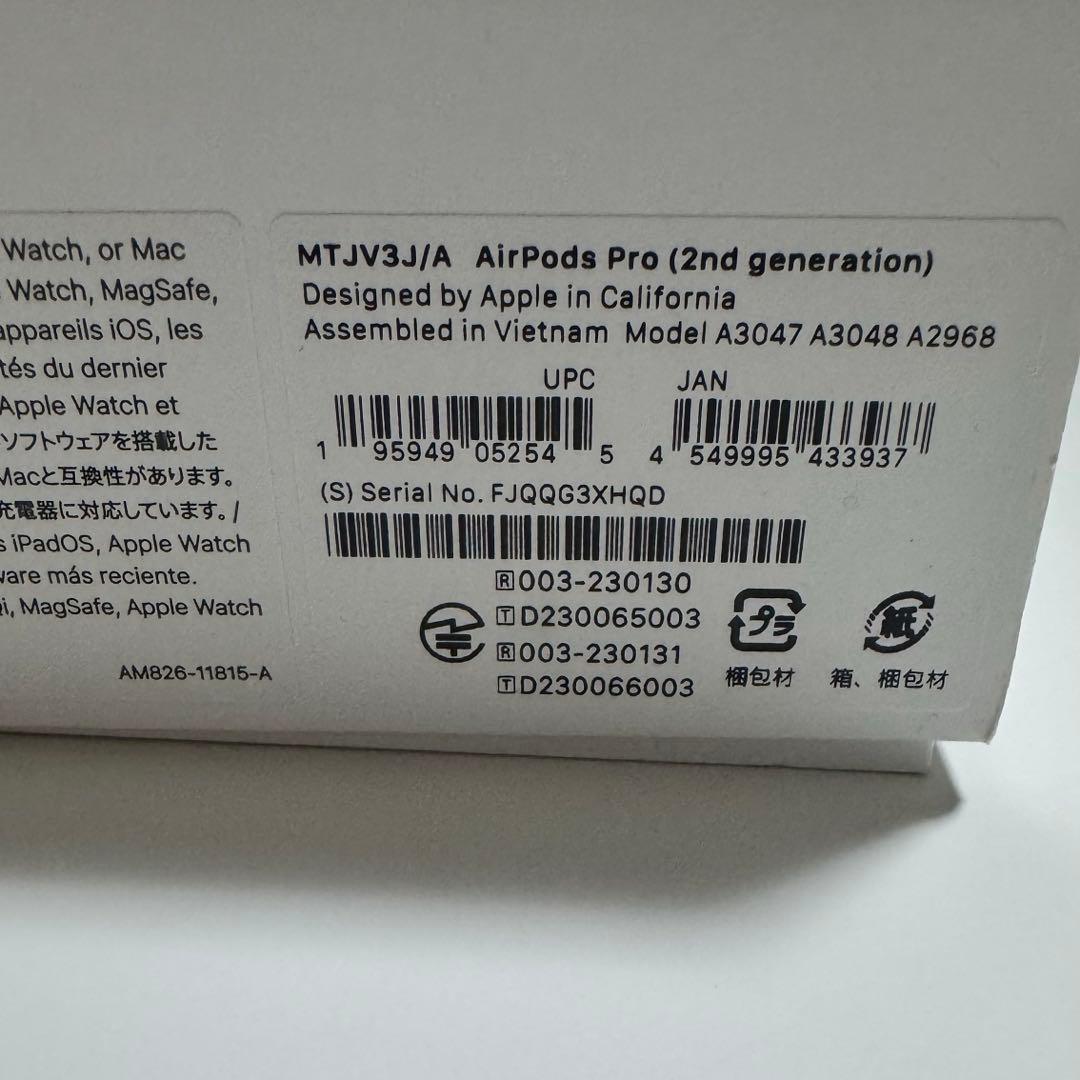 Watch, or Mac
Watch, MagSafe,
appareils iOS, les
tés du dernier
Apple Watch et
ソフトウェアを搭載した
Macと互換性があります。
充電器に対応しています。/
s iPadOS, Apple Watch
ware más reciente.
Qi, MagSafe, Apple Watch
AM826-11815-A
MTJV3J/A AirPods Pro (2nd generation)
Designed by Apple in California
Assembled in Vietnam Model A3047 A3048 A2968
UPC JAN
1 95949 05254 5 4 549995 433937
(S) Serial No. FJQQG3XHQD
R 003-230130
T D230065003
R 003-230131
T D230066003
プラ 紙
梱包材 箱、梱包材